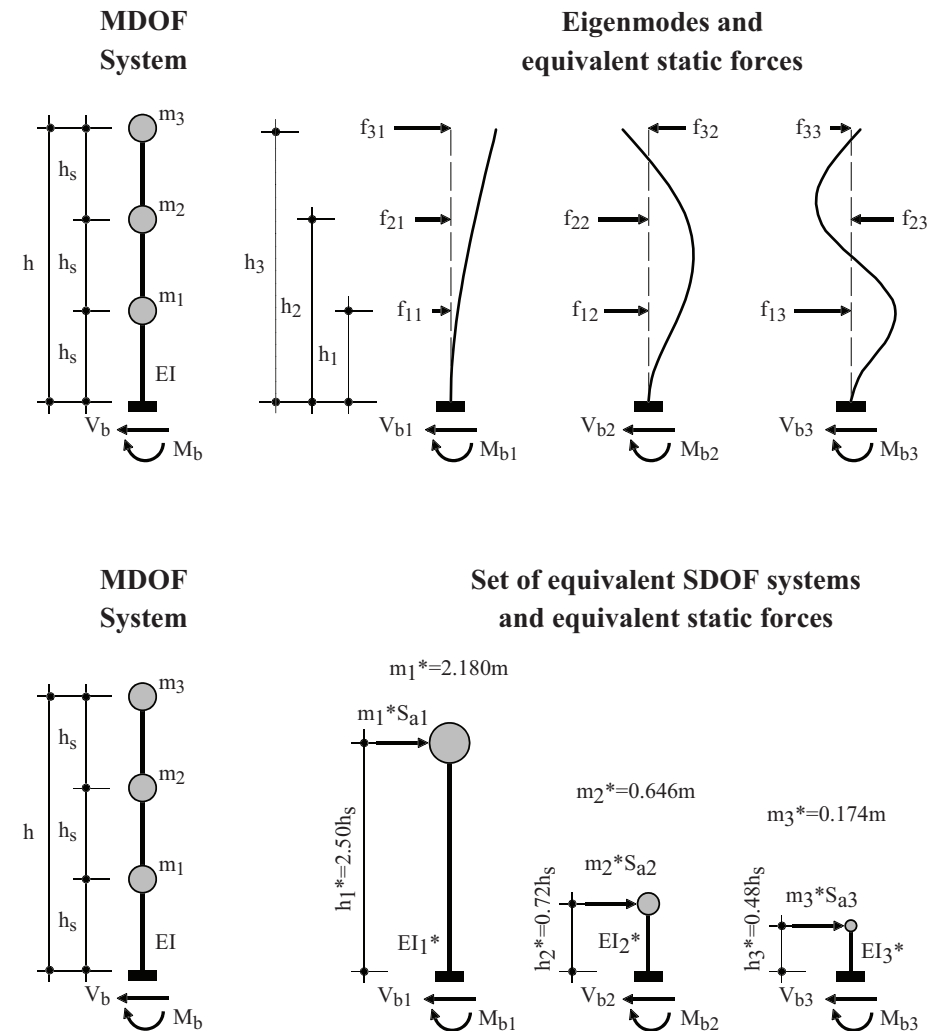 MDOF
System
Eigenmodes and
equivalent static forces
m3
m2
m1
hs
hs
hs
h
EI
Vb
Mb
h3
h2
h1
f31
f21
f11
Vb1
Mb1
f32
f22
f12
Vb2
Mb2
f33
f23
f13
Vb3
Mb3
MDOF
System
Set of equivalent SDOF systems
and equivalent static forces
m3
m2
m1
hs
hs
hs
h
EI
Vb
Mb
m1*=2.180m
m1*Sa1
h1*=2.50hs
EI1*
Vb1
Mb1
m2*=0.646m
m2*Sa2
h2*=0.72hs
EI2*
Vb2
Mb2
m3*=0.174m
m3*Sa3
h3*=0.48hs
EI3*
Vb3
Mb3